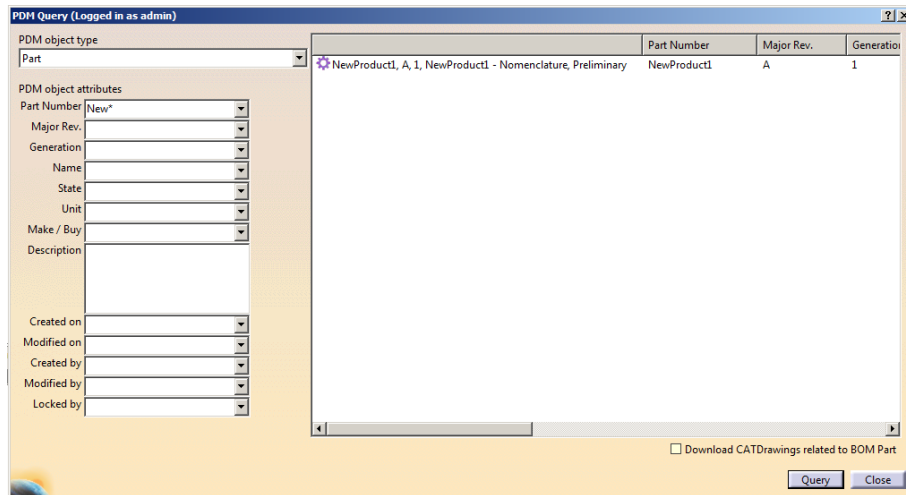 PDM Query (Logged in as admin)
PDM object type
Part
PDM object attributes
Part Number New*
Major Rev.
Generation
Name
State
Unit
Make / Buy
Description
Created on
Modified on
Created by
Modified by
Locked by
Part Number Major Rev. Generation
NewProduct1, A, 1, NewProduct1 - Nomenclature, Preliminary NewProduct1 A 1
Download CATDrawings related to BOM Part
Query Close